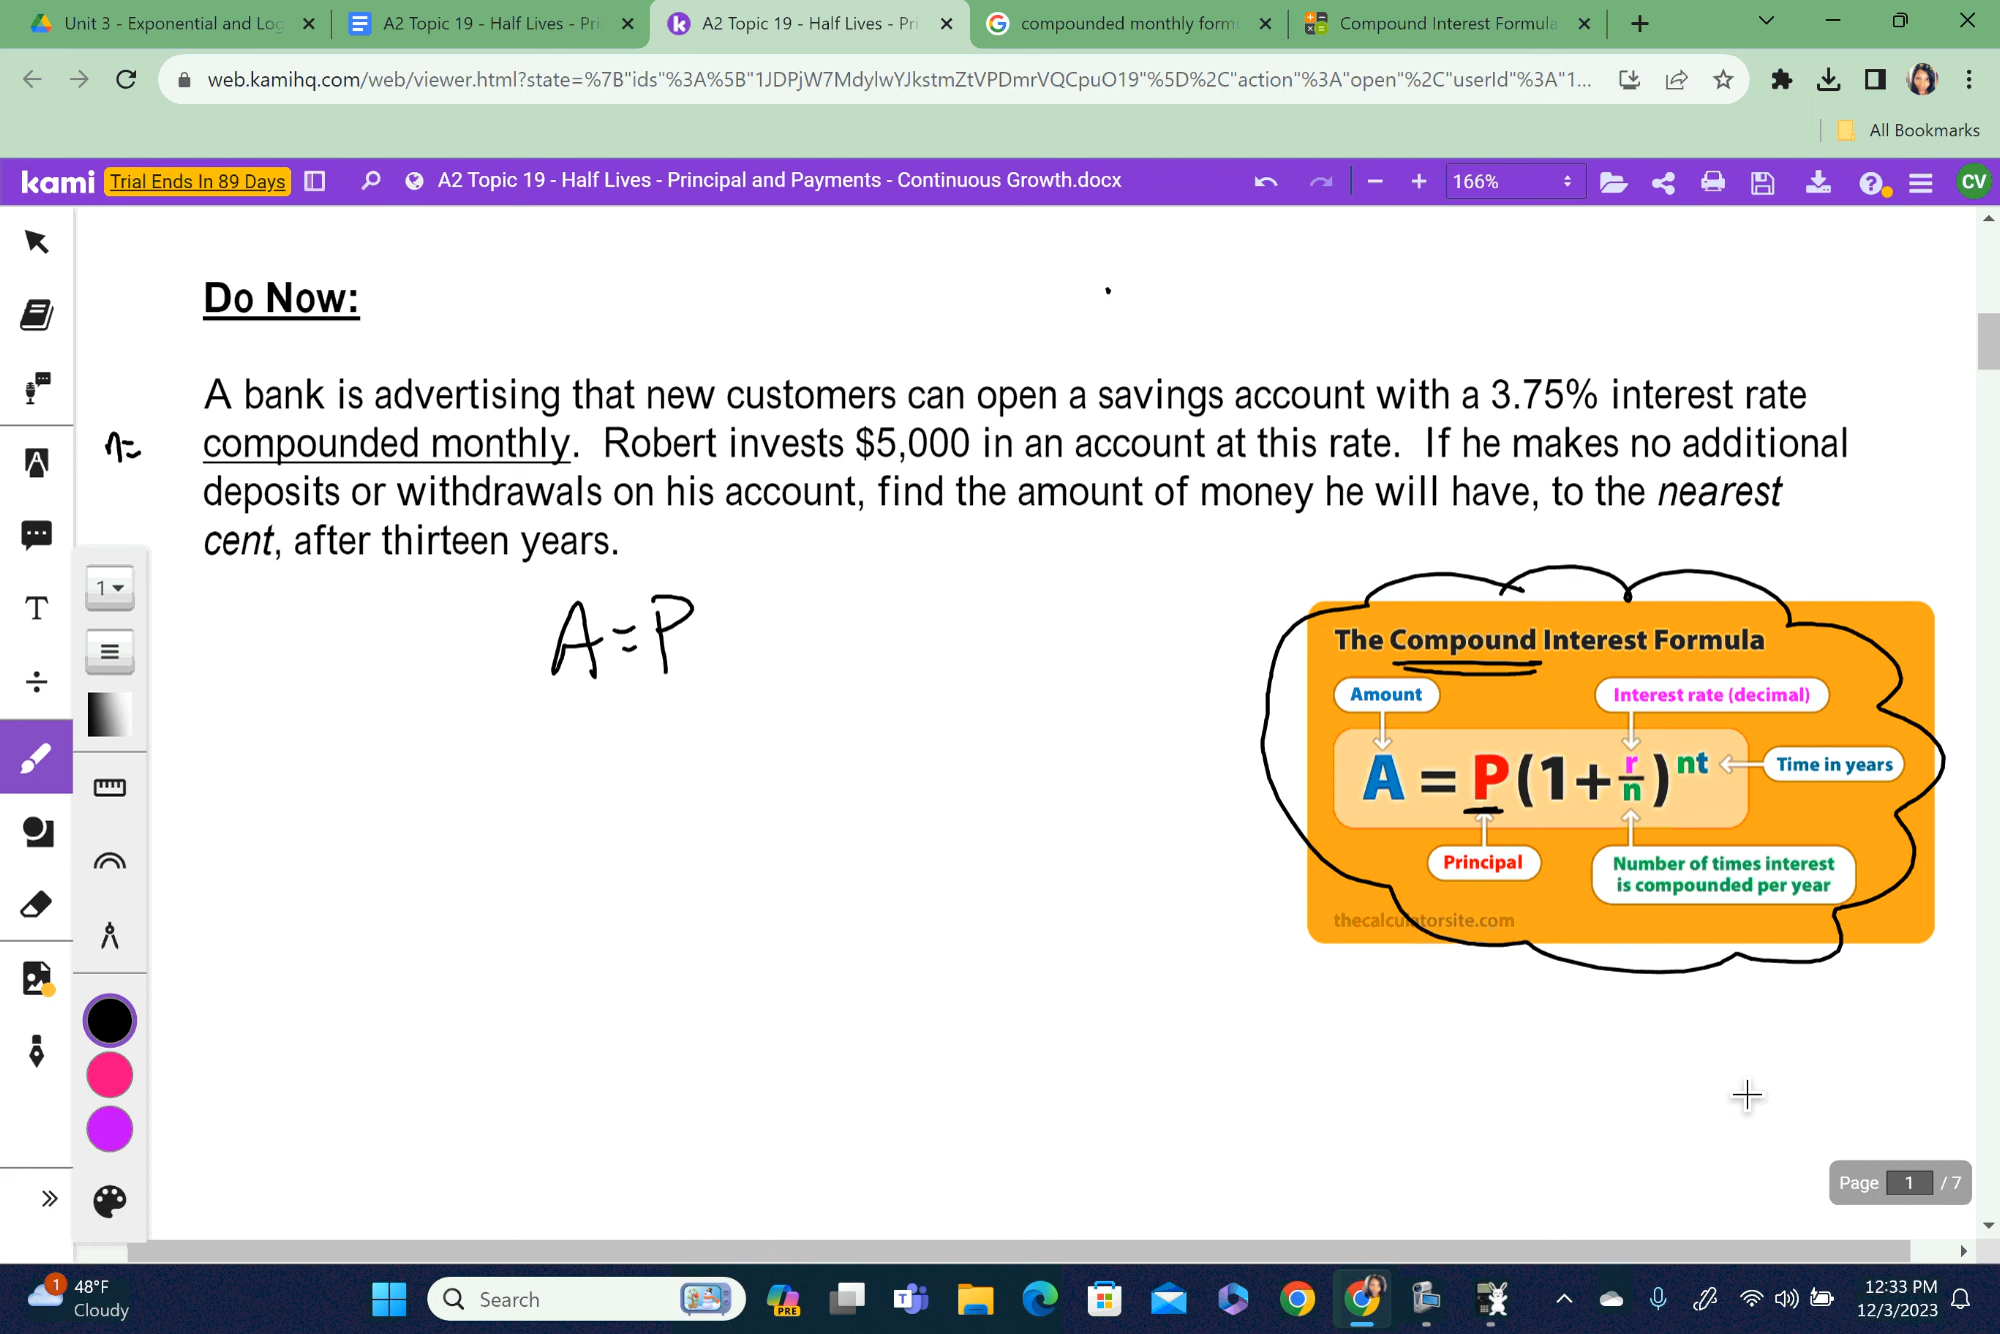 Unit 3 - Exponential and Log
A2 Topic 19 - Half Lives - Pri
A2 Topic 19 - Half Lives - Pri
compounded monthly form
Compound Interest Formula
web.kamihq.com/web/viewer.html?state=%7B"ids"%3A%5B"1JDPjW7MdylwYJkstmZtVPDmrVQCpuO19"%5D%2C"action"%3A"open"%2C"userId"%3A"1...
All Bookmarks
kami Trial Ends In 89 Days A2 Topic 19 - Half Lives - Principal and Payments - Continuous Growth.docx 166% CV
Do Now:
A bank is advertising that new customers can open a savings account with a 3.75% interest rate
n= compounded monthly. Robert invests $5,000 in an account at this rate. If he makes no additional
deposits or withdrawals on his account, find the amount of money he will have, to the nearest
cent, after thirteen years.
1
A=P
The Compound Interest Formula
Amount Interest rate (decimal)
A = P(1+r/n)^nt Time in years
Principal
Number of times interest
is compounded per year
thecalculatorsite.com
Page 1 / 7
1 48°F
Cloudy
Search
PRE
12:33 PM
12/3/2023